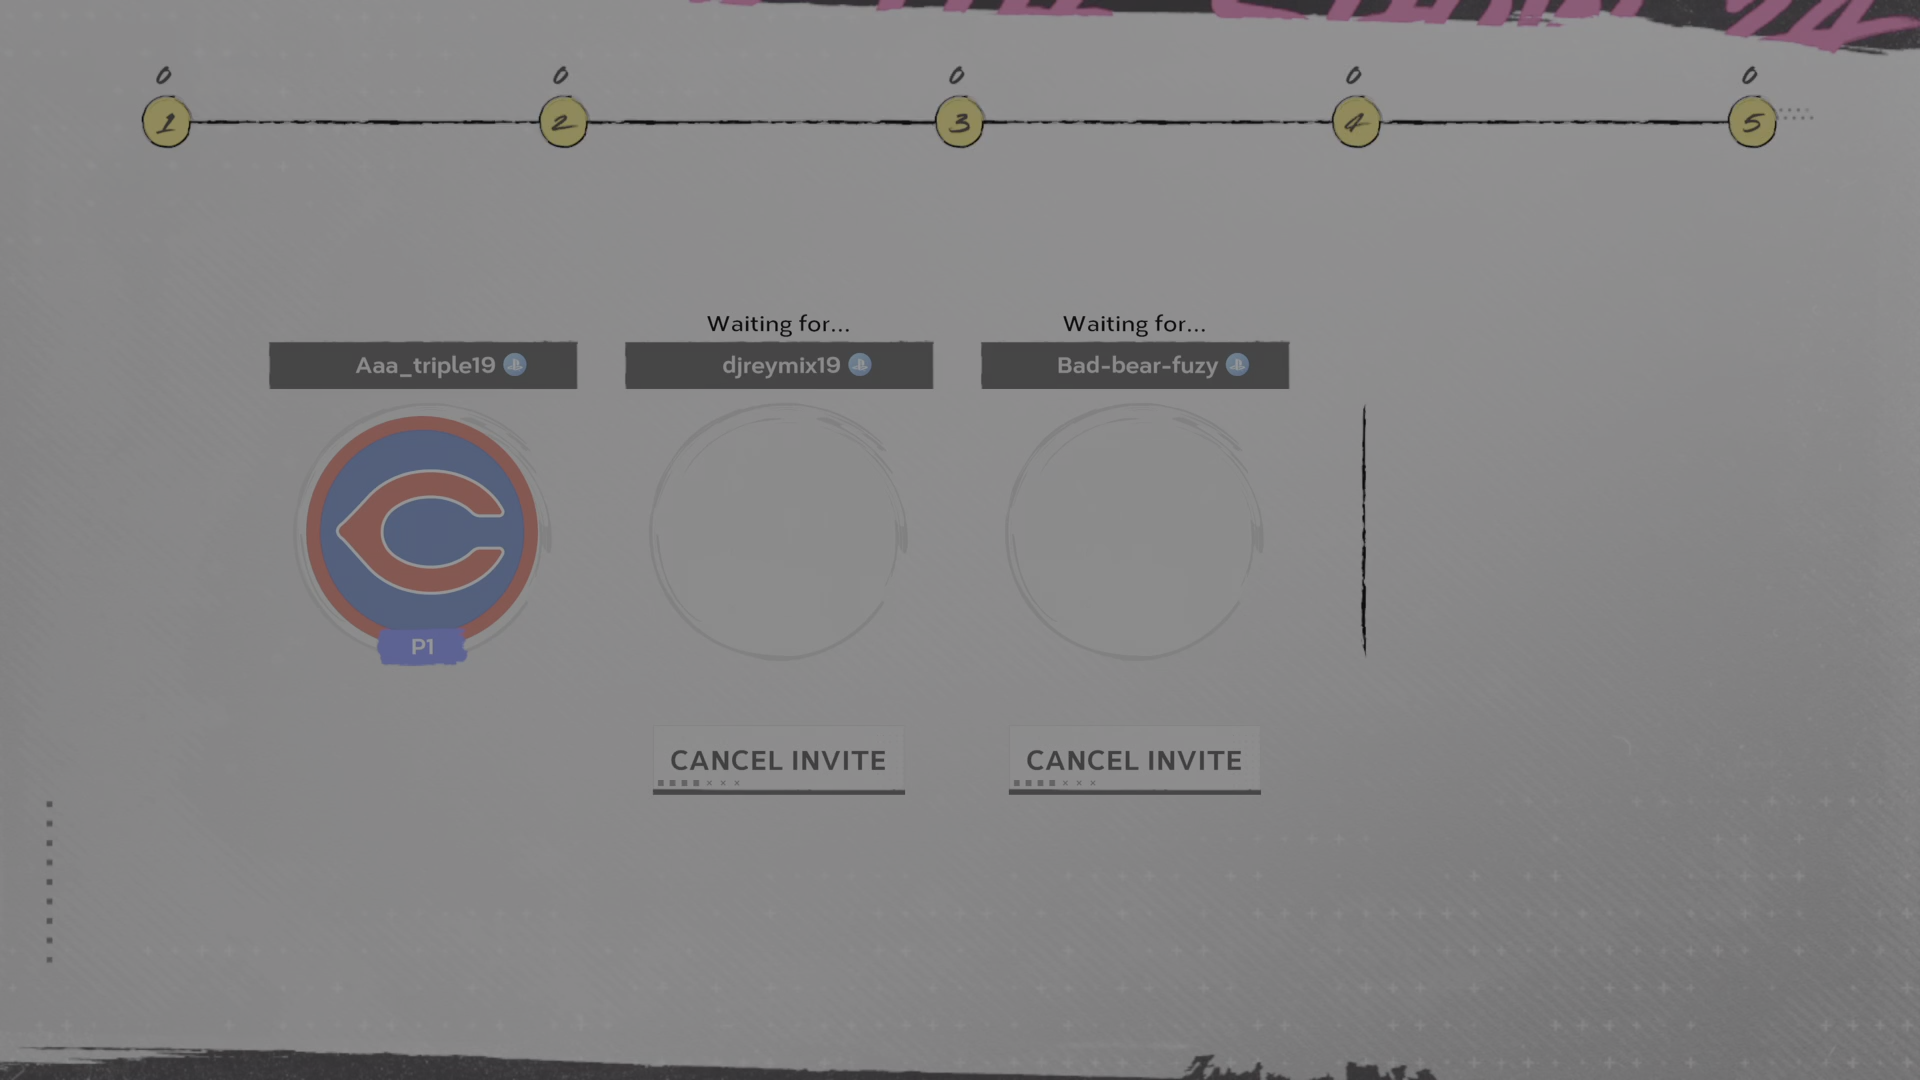 0 0 0 0 0
1 2 3 4 5
Waiting for... Waiting for...
Aaa_triple19 djreymix19 Bad-bear-fuzy
C
P1
CANCEL INVITE CANCEL INVITE